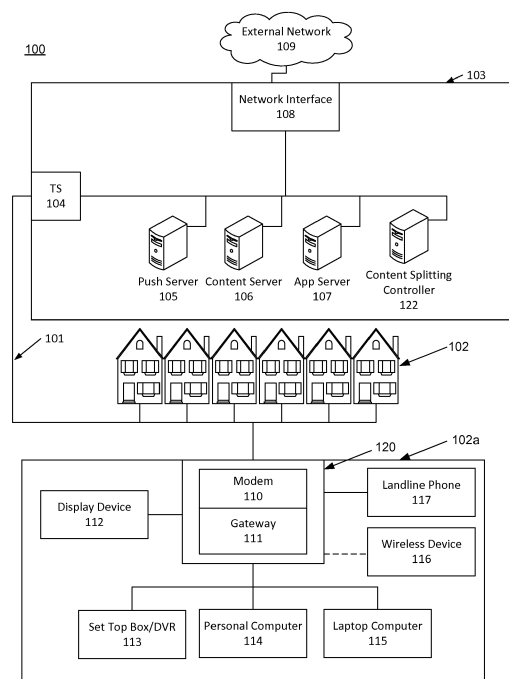 External Network
109
100
103
Network Interface
108
TS
104
Push Server
105
Content Server
106
App Server
107
Content Splitting
Controller
122
101
102
120
102a
Modem
110
Gateway
111
Display Device
112
Landline Phone
117
Wireless Device
116
Set Top Box/DVR
113
Personal Computer
114
Laptop Computer
115